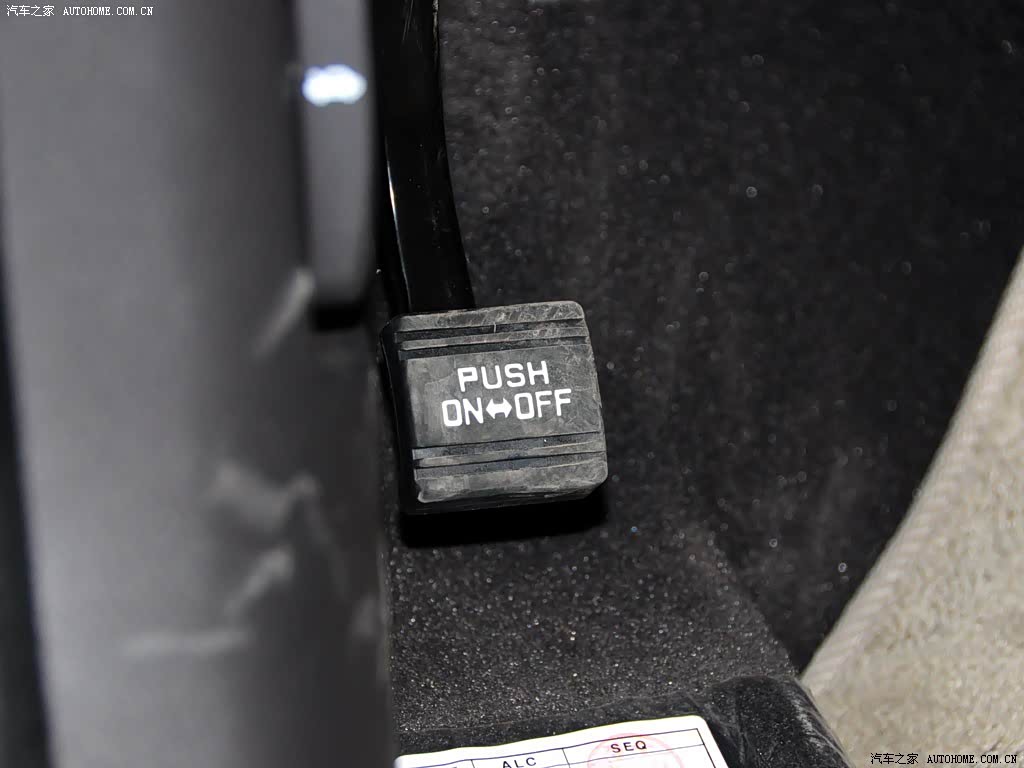 汽车之家 AUTOHOME.COM.CN
PUSH
ON↔OFF
ALC
SEQ
汽车之家 AUTOHOME.COM.CN